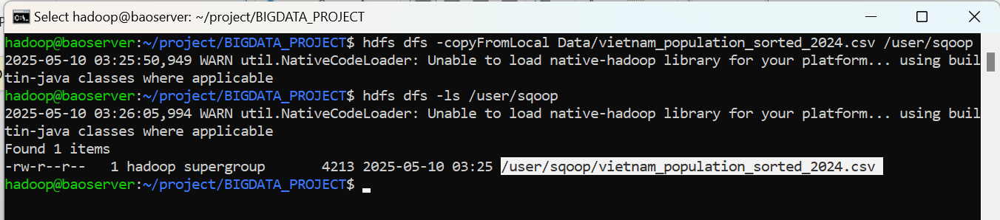 Select hadoop@baoserver: ~/project/BIGDATA_PROJECT
hadoop@baoserver:~/project/BIGDATA_PROJECT$ hdfs dfs -copyFromLocal Data/vietnam_population_sorted_2024.csv /user/sqoop
2025-05-10 03:25:50,949 WARN util.NativeCodeLoader: Unable to load native-hadoop library for your platform... using buil
tin-java classes where applicable
hadoop@baoserver:~/project/BIGDATA_PROJECT$ hdfs dfs -ls /user/sqoop
2025-05-10 03:26:05,994 WARN util.NativeCodeLoader: Unable to load native-hadoop library for your platform... using buil
tin-java classes where applicable
Found 1 items
-rw-r--r--   1 hadoop supergroup       4213 2025-05-10 03:25 /user/sqoop/vietnam_population_sorted_2024.csv
hadoop@baoserver:~/project/BIGDATA_PROJECT$